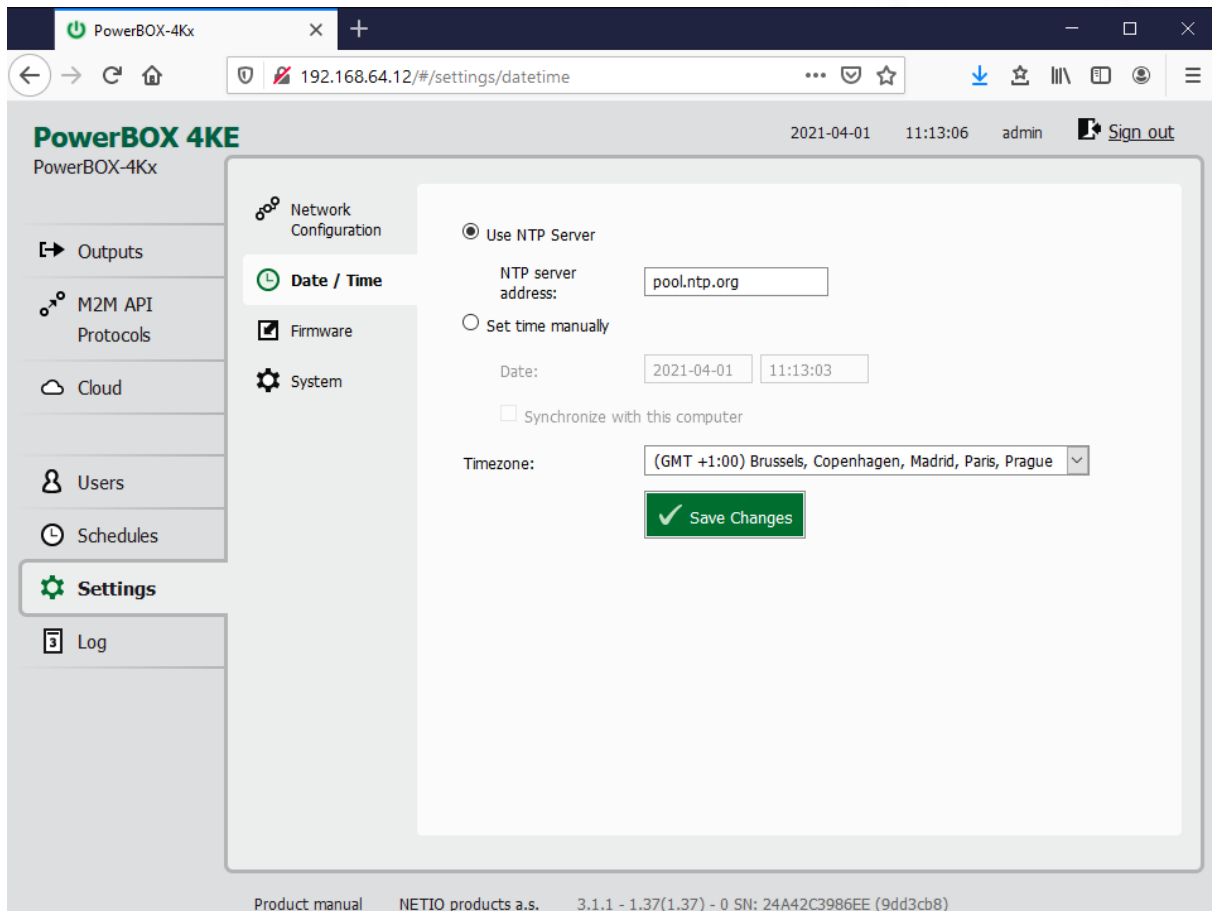 PowerBOX-4Kx
192.168.64.12/#/settings/datetime
PowerBOX 4KE
2021-04-01 11:13:06 admin Sign out
PowerBOX-4Kx
Outputs
M2M API
Protocols
Cloud
Users
Schedules
Settings
3 Log
Network
Configuration
Date / Time
Firmware
System
Use NTP Server
NTP server
address:
pool.ntp.org
Set time manually
Date: 2021-04-01 11:13:03
Synchronize with this computer
Timezone: (GMT +1:00) Brussels, Copenhagen, Madrid, Paris, Prague
Save Changes
Product manual NETIO products a.s. 3.1.1 - 1.37(1.37) - 0 SN: 24A42C3986EE (9dd3cb8)